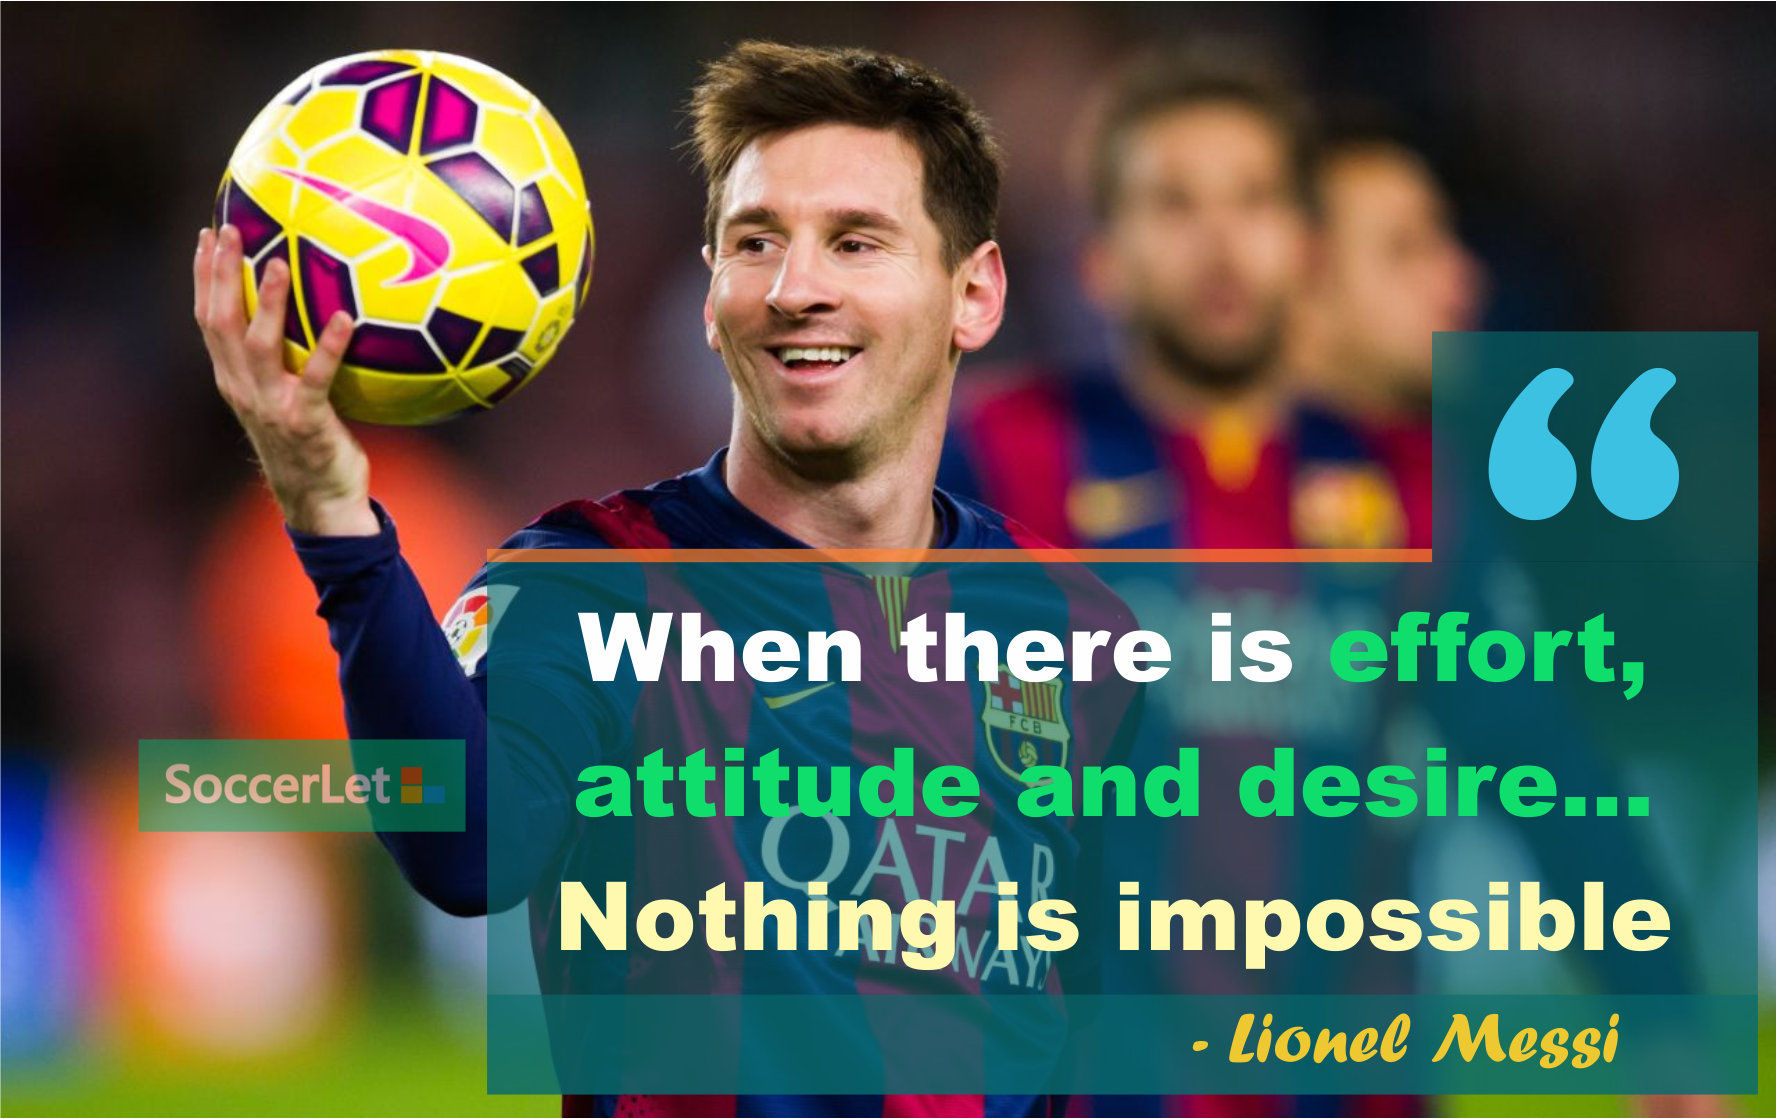 When there is effort,
FCB
attitude and desire...
SoccerLet
QATAR
Nothing is impossible
AIRWAYS
- Lionel Messi